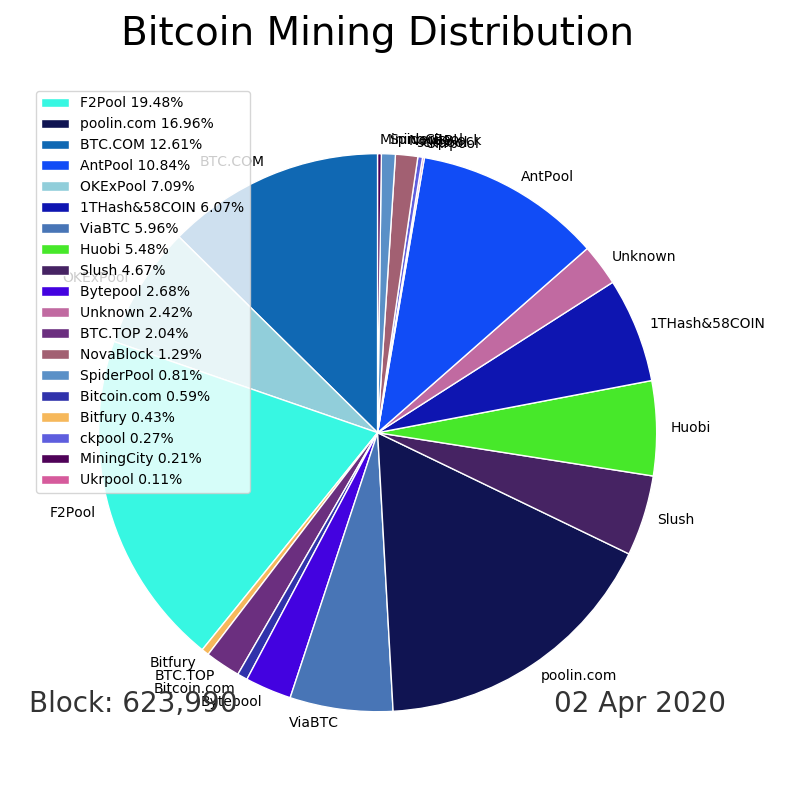 Bitcoin Mining Distribution
F2Pool 19.48%
poolin.com 16.96%
BTC.COM 12.61%
AntPool 10.84%
OKExPool 7.09%
1THash&58COIN 6.07%
ViaBTC 5.96%
Huobi 5.48%
Slush 4.67%
Bytepool 2.68%
Unknown 2.42%
BTC.TOP 2.04%
NovaBlock 1.29%
SpiderPool 0.81%
Bitcoin.com 0.59%
Bitfury 0.43%
ckpool 0.27%
MiningCity 0.21%
Ukrpool 0.11%
BTC.COM
OKExPool
F2Pool
AntPool
Unknown
1THash&58COIN
Huobi
Slush
poolin.com
ViaBTC
Bytepool
Bitcoin.com
BTC.TOP
Bitfury
Block: 623,990
02 Apr 2020